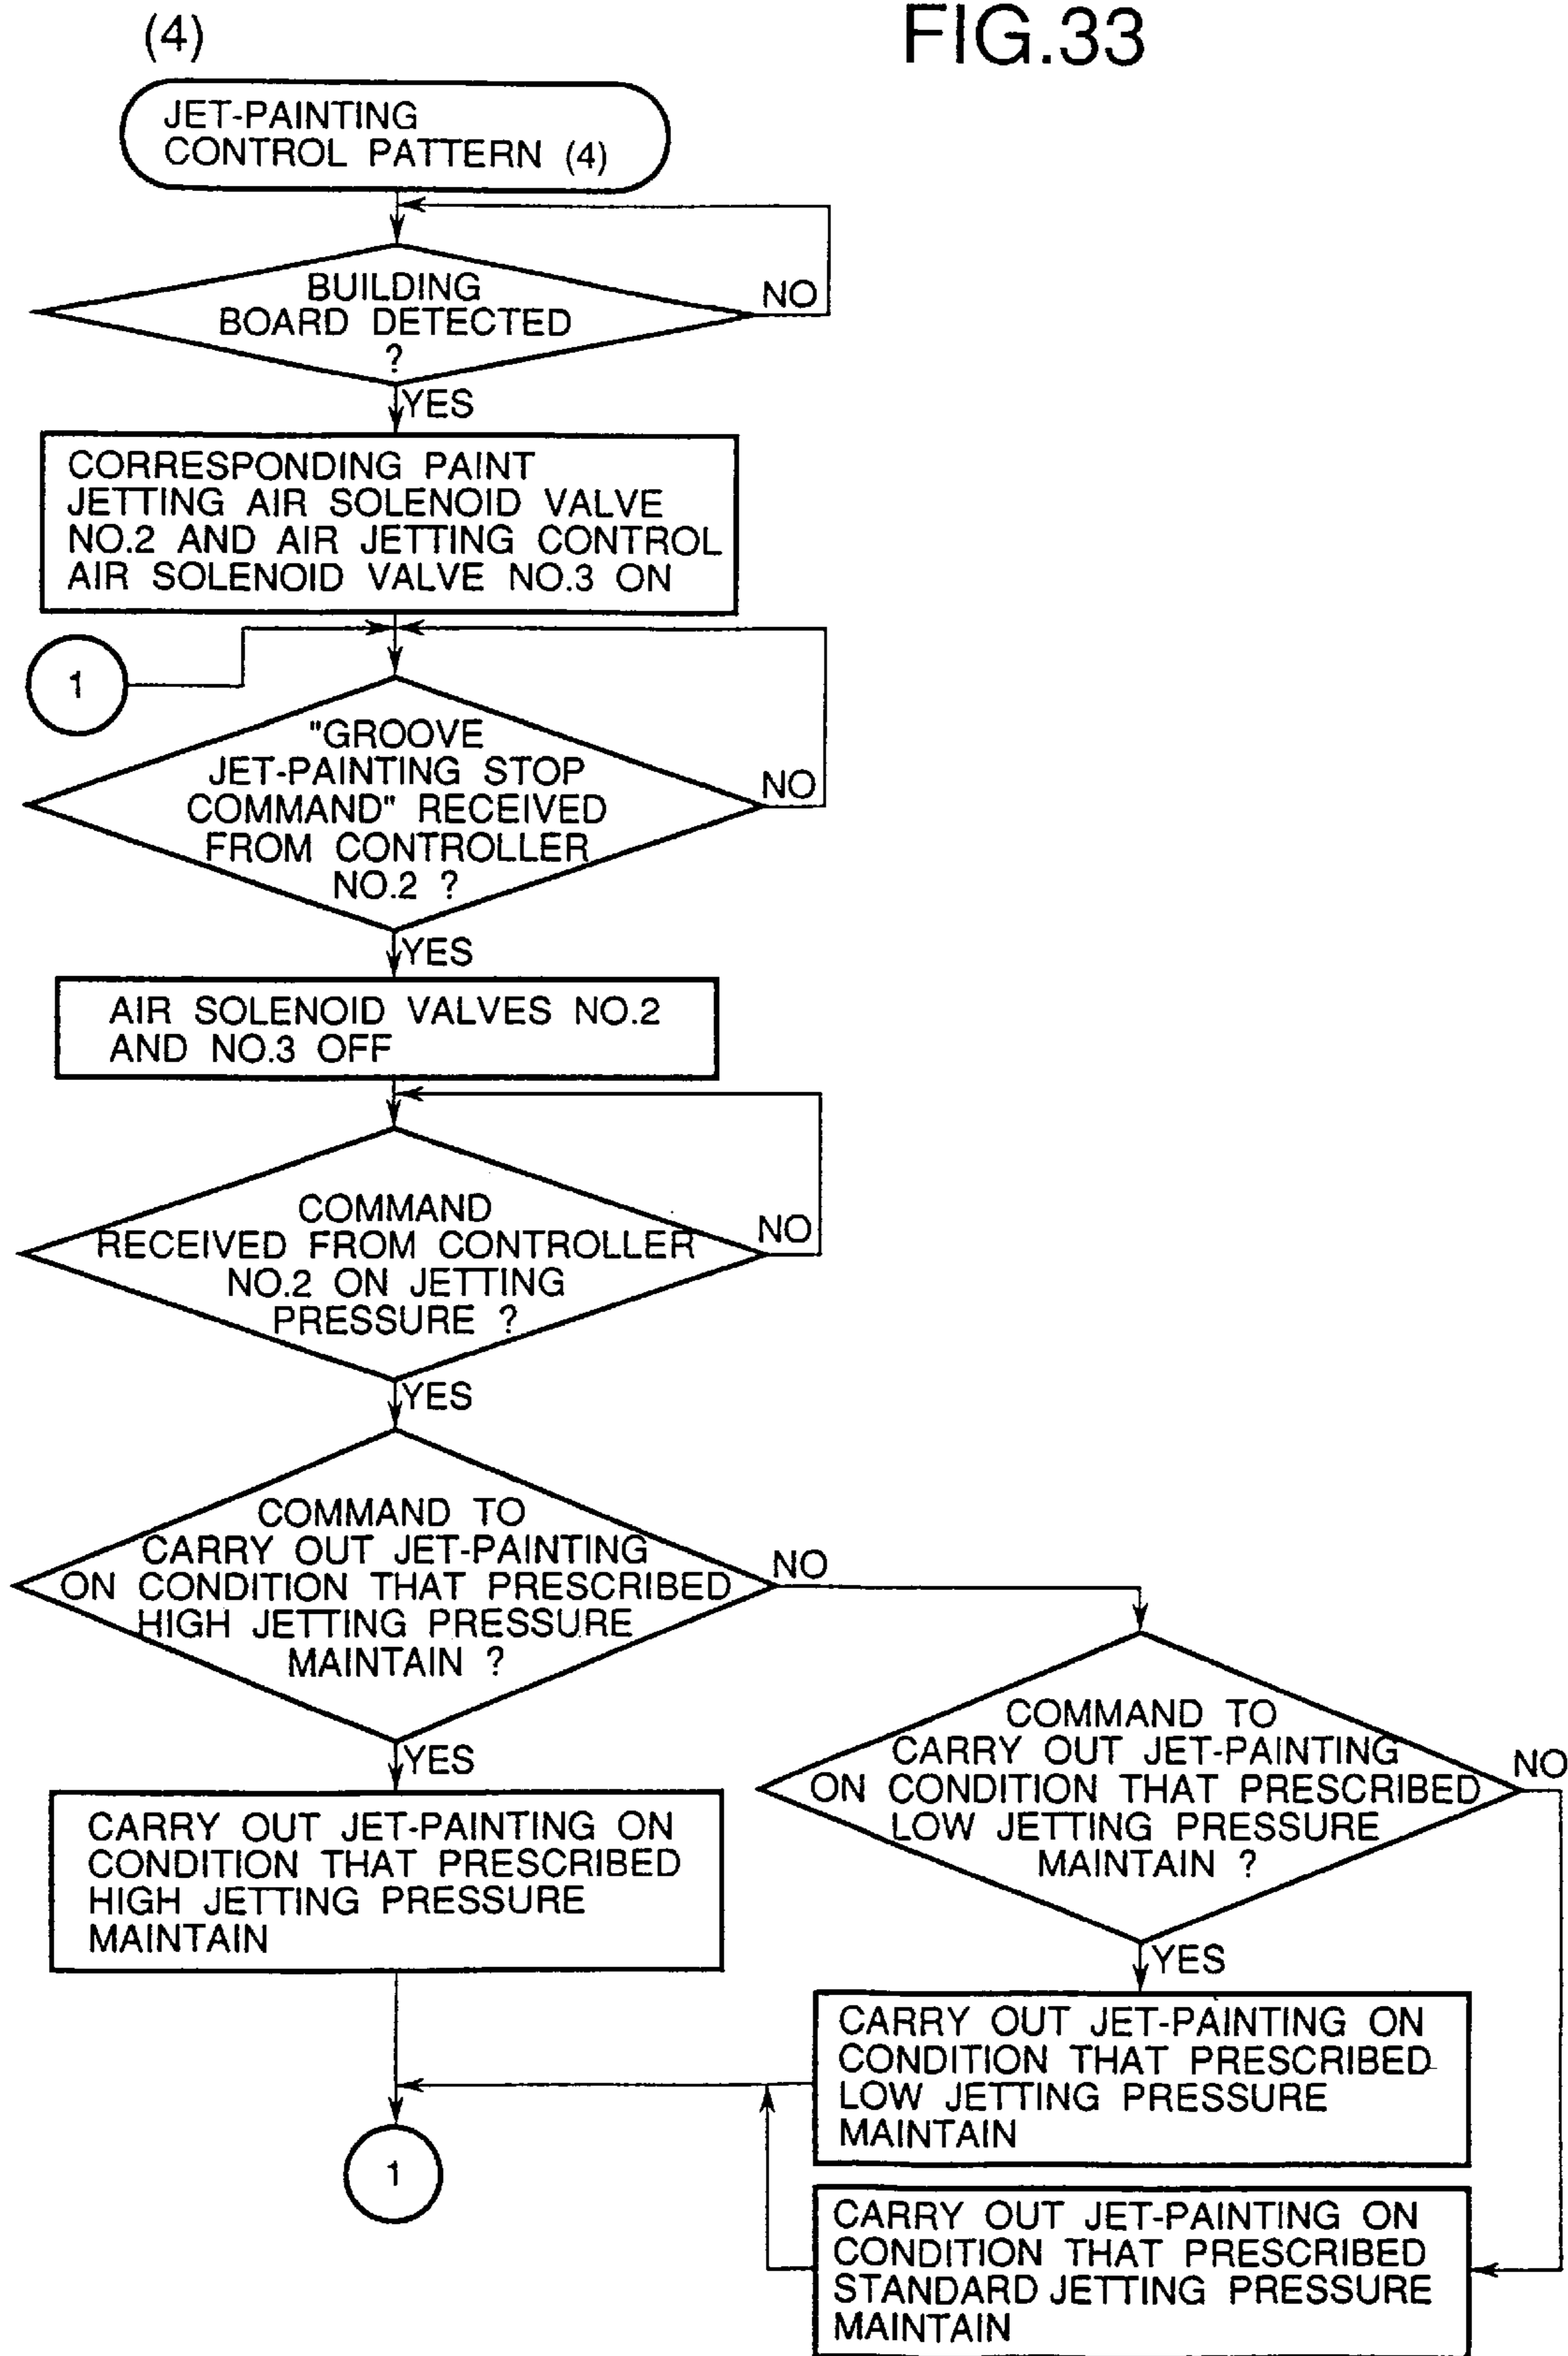 (4)
FIG.33
JET-PAINTING
CONTROL PATTERN (4)
BUILDING
BOARD DETECTED
?
NO
YES
CORRESPONDING PAINT
JETTING AIR SOLENOID VALVE
NO.2 AND AIR JETTING CONTROL
AIR SOLENOID VALVE NO.3 ON
1
"GROOVE
JET-PAINTING STOP
COMMAND" RECEIVED
FROM CONTROLLER
NO.2 ?
NO
YES
AIR SOLENOID VALVES NO.2
AND NO.3 OFF
COMMAND
RECEIVED FROM CONTROLLER
NO.2 ON JETTING
PRESSURE ?
NO
YES
COMMAND TO
CARRY OUT JET-PAINTING
ON CONDITION THAT PRESCRIBED
HIGH JETTING PRESSURE
MAINTAIN ?
NO
YES
COMMAND TO
CARRY OUT JET-PAINTING
ON CONDITION THAT PRESCRIBED
LOW JETTING PRESSURE
MAINTAIN ?
NO
YES
CARRY OUT JET-PAINTING ON
CONDITION THAT PRESCRIBED
HIGH JETTING PRESSURE
MAINTAIN
CARRY OUT JET-PAINTING ON
CONDITION THAT PRESCRIBED
LOW JETTING PRESSURE
MAINTAIN
1
CARRY OUT JET-PAINTING ON
CONDITION THAT PRESCRIBED
STANDARD JETTING PRESSURE
MAINTAIN